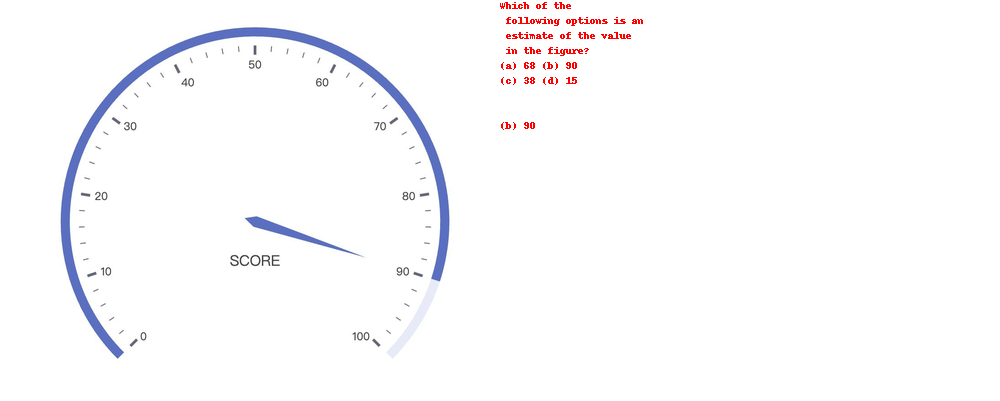 Which of the
following options is an
estimate of the value
in the figure?
(a) 68 (b) 90
(c) 38 (d) 15
(b) 90
50
40
60
30
70
20
80
10
90
SCORE
0
100